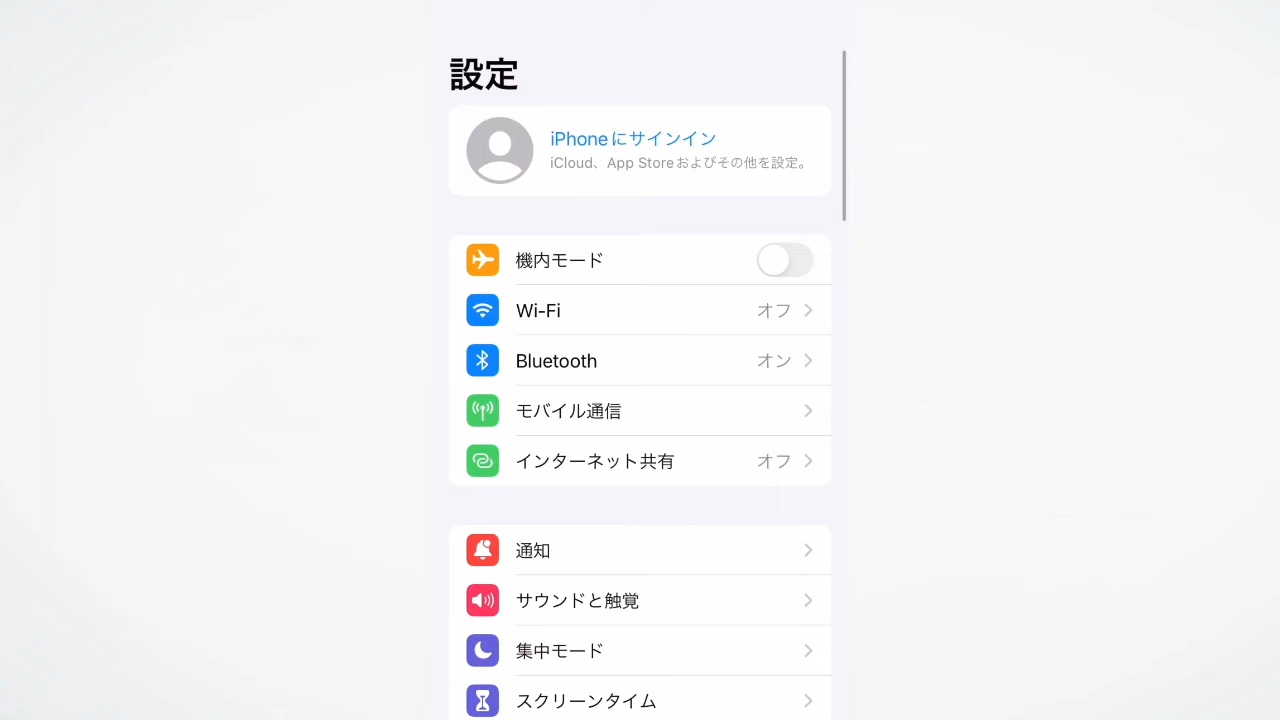 設定
iPhoneにサインイン
iCloud、App Storeおよびその他を設定。
機内モード
Wi-Fi オフ
Bluetooth オン
モバイル通信
インターネット共有 オフ
通知
サウンドと触覚
集中モード
スクリーンタイム